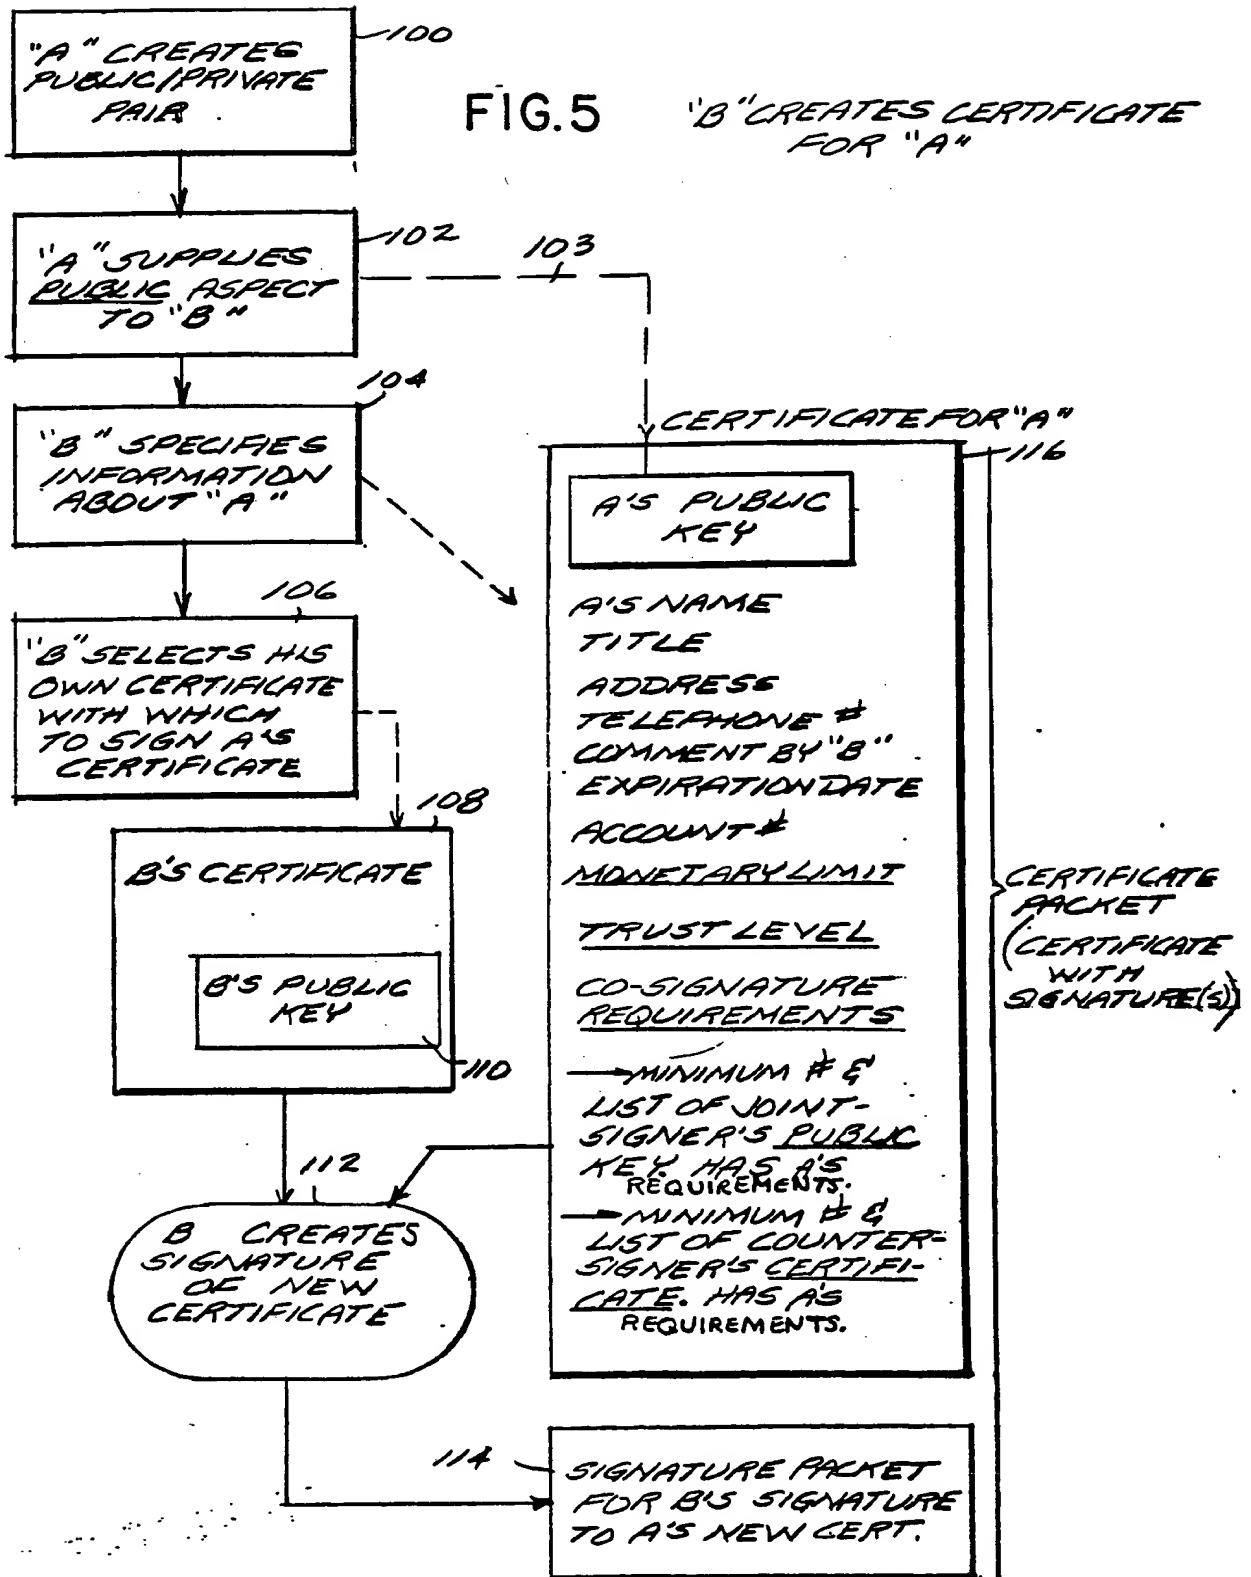 "A" CREATES
PUBLIC/PRIVATE
PAIR
100
FIG.5
"B" CREATES CERTIFICATE
FOR "A"
"A" SUPPLIES
PUBLIC ASPECT
TO "B"
102
103
"B" SPECIFIES
INFORMATION
ABOUT "A"
104
"B" SELECTS HIS
OWN CERTIFICATE
WITH WHICH
TO SIGN A'S
CERTIFICATE
106
108
B'S CERTIFICATE
B'S PUBLIC
KEY
110
112
B CREATES
SIGNATURE
OF NEW
CERTIFICATE
CERTIFICATE FOR "A"
116
A'S PUBLIC
KEY
A'S NAME
TITLE
ADDRESS
TELEPHONE #
COMMENT BY "B"
EXPIRATION DATE
ACCOUNT #
MONETARY LIMIT
TRUST LEVEL
CO-SIGNATURE
REQUIREMENTS
MINIMUM # &
LIST OF JOINT-
SIGNER'S PUBLIC
KEY. HAS A'S
REQUIREMENTS.
MINIMUM # &
LIST OF COUNTER-
SIGNER'S CERTIFI-
CATE. HAS A'S
REQUIREMENTS.
CERTIFICATE
PACKET
(CERTIFICATE
WITH
SIGNATURE(S))
114
SIGNATURE PACKET
FOR B'S SIGNATURE
TO A'S NEW CERT.